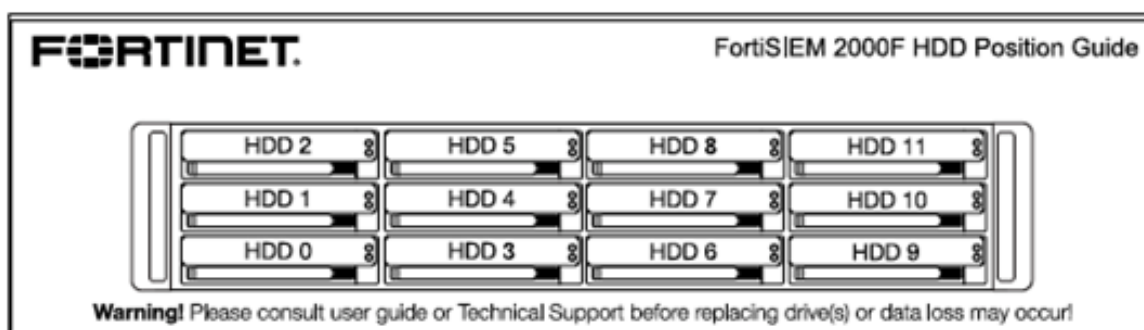 FORTINET.
FortiSIEM 2000F HDD Position Guide
HDD 2 HDD 5 HDD 8 HDD 11
HDD 1 HDD 4 HDD 7 HDD 10
HDD 0 HDD 3 HDD 6 HDD 9
Warning! Please consult user guide or Technical Support before replacing drive(s) or data loss may occur!